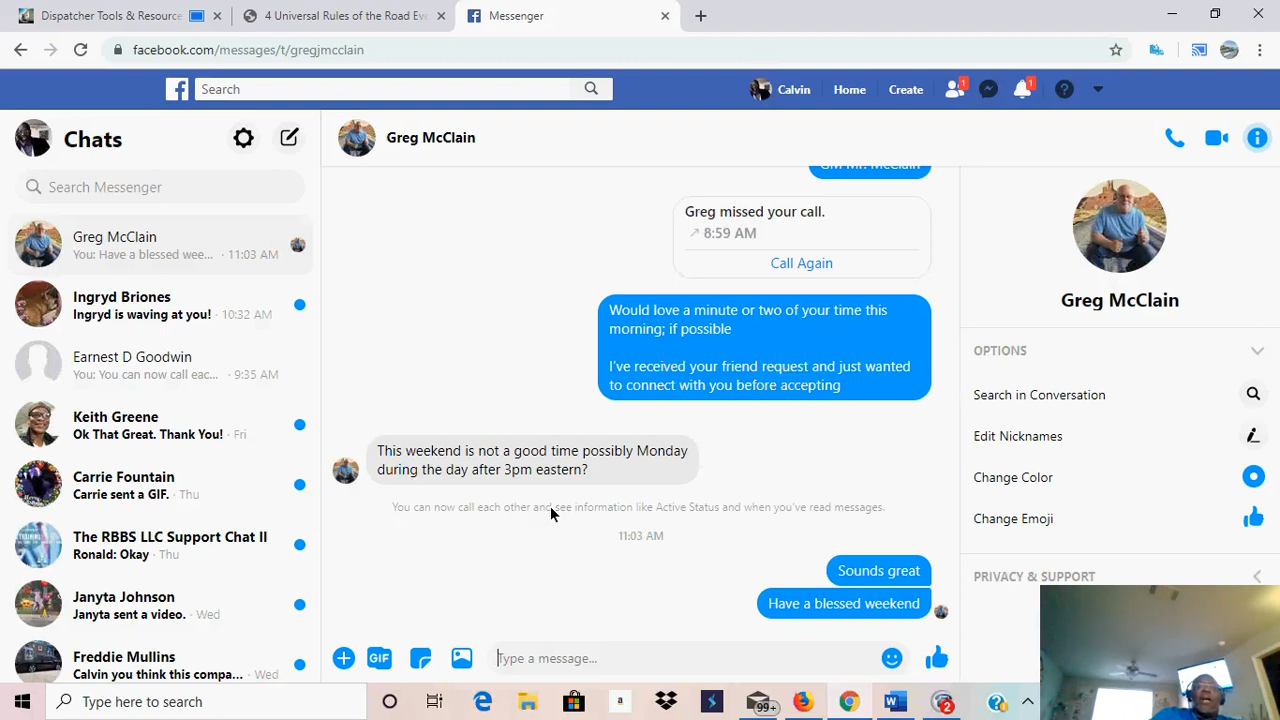 Dispatcher Tools & Resource
4 Universal Rules of the Road Eve
Messenger
facebook.com/messages/t/gregjmcclain
Search
Calvin
Home
Create
1
1
Chats
Search Messenger
Greg McClain
You: Have a blessed wee... · 11:03 AM
Ingryd Briones
Ingryd is waving at you! · 10:32 AM
Earnest D Goodwin
You: You can now call eac... · 9:35 AM
Keith Greene
Ok That Great. Thank You! · Fri
Carrie Fountain
Carrie sent a GIF. · Thu
The RBBS LLC Support Chat II
Ronald: Okay · Thu
Janyta Johnson
Janyta sent a video. · Wed
Freddie Mullins
Calvin you think this compa... · Wed
Greg McClain
GM Mr. McClain
Greg missed your call.
8:59 AM
Call Again
Would love a minute or two of your time this
morning; if possible
I've received your friend request and just wanted
to connect with you before accepting
This weekend is not a good time possibly Monday
during the day after 3pm eastern?
You can now call each other and see information like Active Status and when you've read messages.
11:03 AM
Sounds great
Have a blessed weekend
GIF
Type a message...
Greg McClain
OPTIONS
Search in Conversation
Edit Nicknames
Change Color
Change Emoji
PRIVACY & SUPPORT
Type here to search
a
99+
2